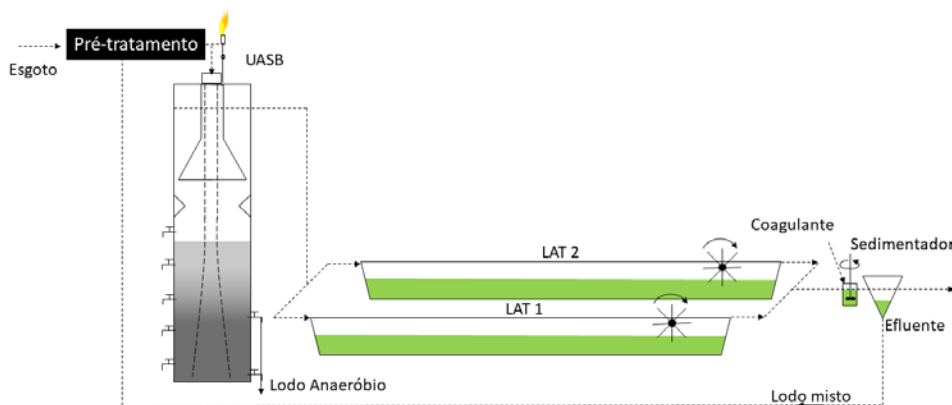 Pré-tratamento
Esgoto
UASB
Coagulante
Sedimentador
LAT 2
LAT 1
Efluente
Lodo Anaeróbio
Lodo misto